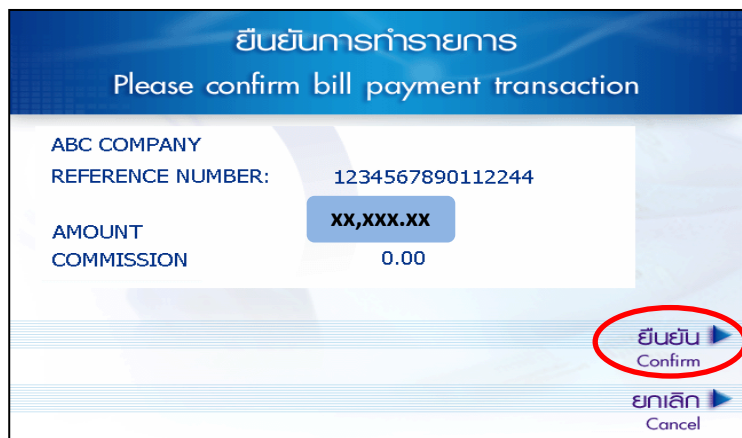 ยืนยันการทำรายการ
Please confirm bill payment transaction
ABC COMPANY
REFERENCE NUMBER: 1234567890112244
AMOUNT xx,xxx.xx
COMMISSION 0.00
ยืนยัน
Confirm
ยกเลิก
Cancel